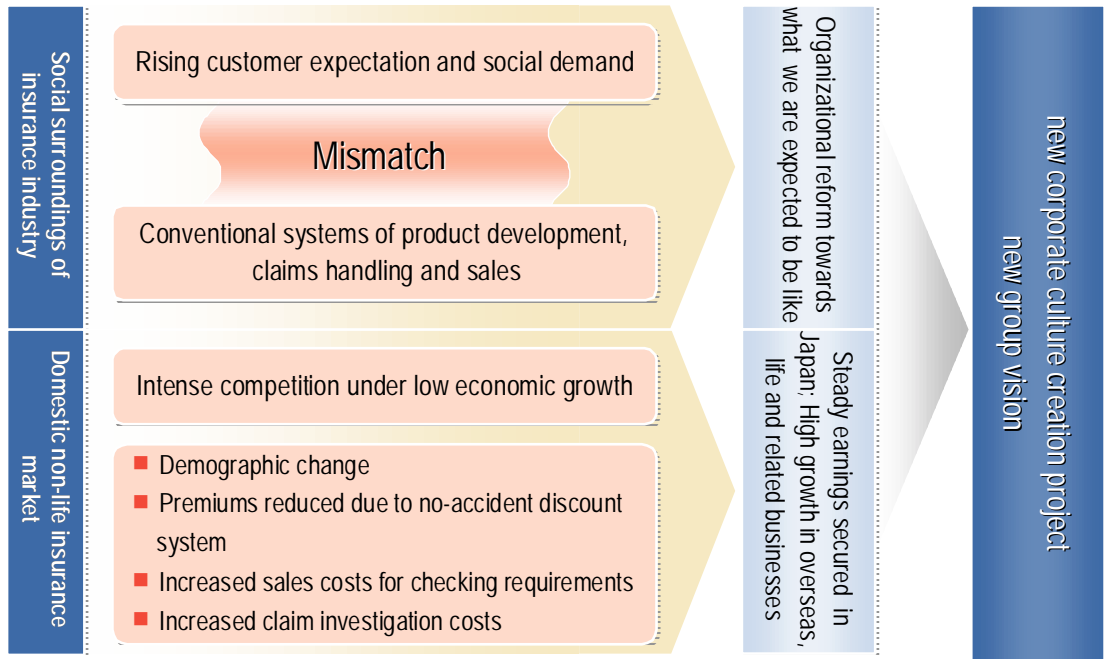 Social surroundings of
insurance industry
Rising customer expectation and social demand
Mismatch
Conventional systems of product development,
claims handling and sales
Organizational reform towards
what we are expected to be like
Domestic non-life insurance
market
Intense competition under low economic growth
Demographic change
Premiums reduced due to no-accident discount
system
Increased sales costs for checking requirements
Increased claim investigation costs
Steady earnings secured in
Japan; High growth in overseas,
life and related businesses
new corporate culture creation project
new group vision